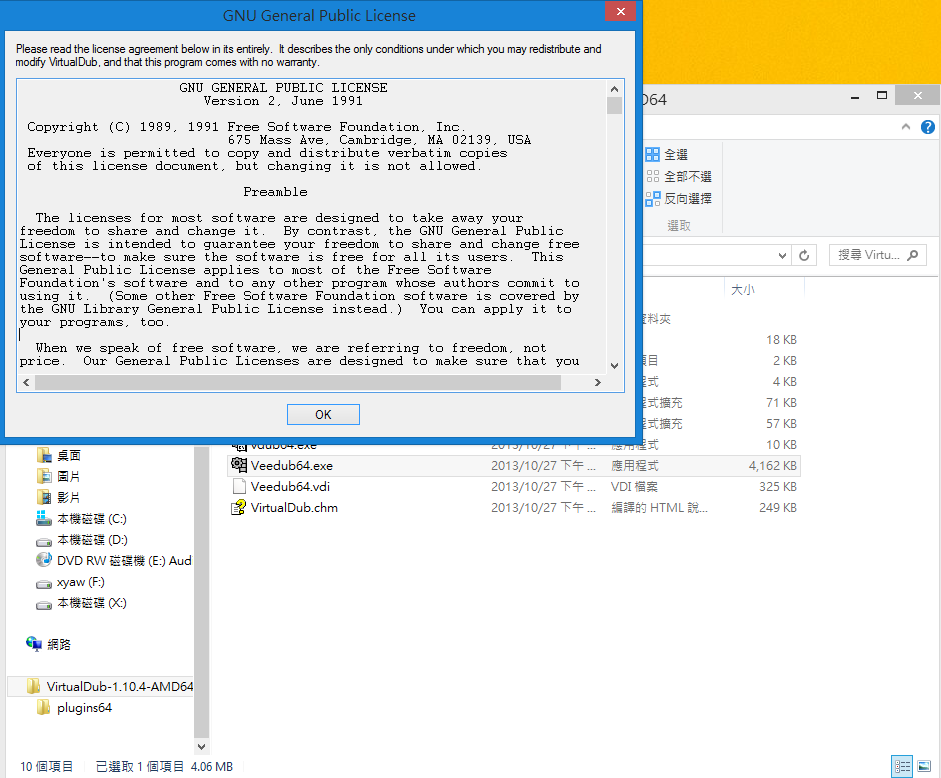 GNU General Public License
Please read the license agreement below in its entirely.  It describes the only conditions under which you may redistribute and
modify VirtualDub, and that this program comes with no warranty.
GNU GENERAL PUBLIC LICENSE
Version 2, June 1991
Copyright (C) 1989, 1991 Free Software Foundation, Inc.
675 Mass Ave, Cambridge, MA 02139, USA
Everyone is permitted to copy and distribute verbatim copies
of this license document, but changing it is not allowed.
Preamble
The licenses for most software are designed to take away your
freedom to share and change it.  By contrast, the GNU General Public
License is intended to guarantee your freedom to share and change free
software--to make sure the software is free for all its users.  This
General Public License applies to most of the Free Software
Foundation's software and to any other program whose authors commit to
using it.  (Some other Free Software Foundation software is covered by
the GNU Library General Public License instead.)  You can apply it to
your programs, too.
When we speak of free software, we are referring to freedom, not
price.  Our General Public Licenses are designed to make sure that you
OK
D64
全選
全部不選
反向選擇
選取
搜尋 Virtu...
大小
資料夾
18 KB
項目 2 KB
程式 4 KB
程式擴充 71 KB
程式擴充 57 KB
vdub64.exe 2013/10/27 下午 ... 應用程式 10 KB
Veedub64.exe 2013/10/27 下午 ... 應用程式 4,162 KB
Veedub64.vdi 2013/10/27 下午 ... VDI 檔案 325 KB
VirtualDub.chm 2013/10/27 下午 ... 編譯的 HTML 說... 249 KB
桌面
圖片
影片
本機磁碟 (C:)
本機磁碟 (D:)
DVD RW 磁碟機 (E:) Aud
xyaw (F:)
本機磁碟 (X:)
網路
VirtualDub-1.10.4-AMD64
plugins64
10 個項目
已選取 1 個項目 4.06 MB